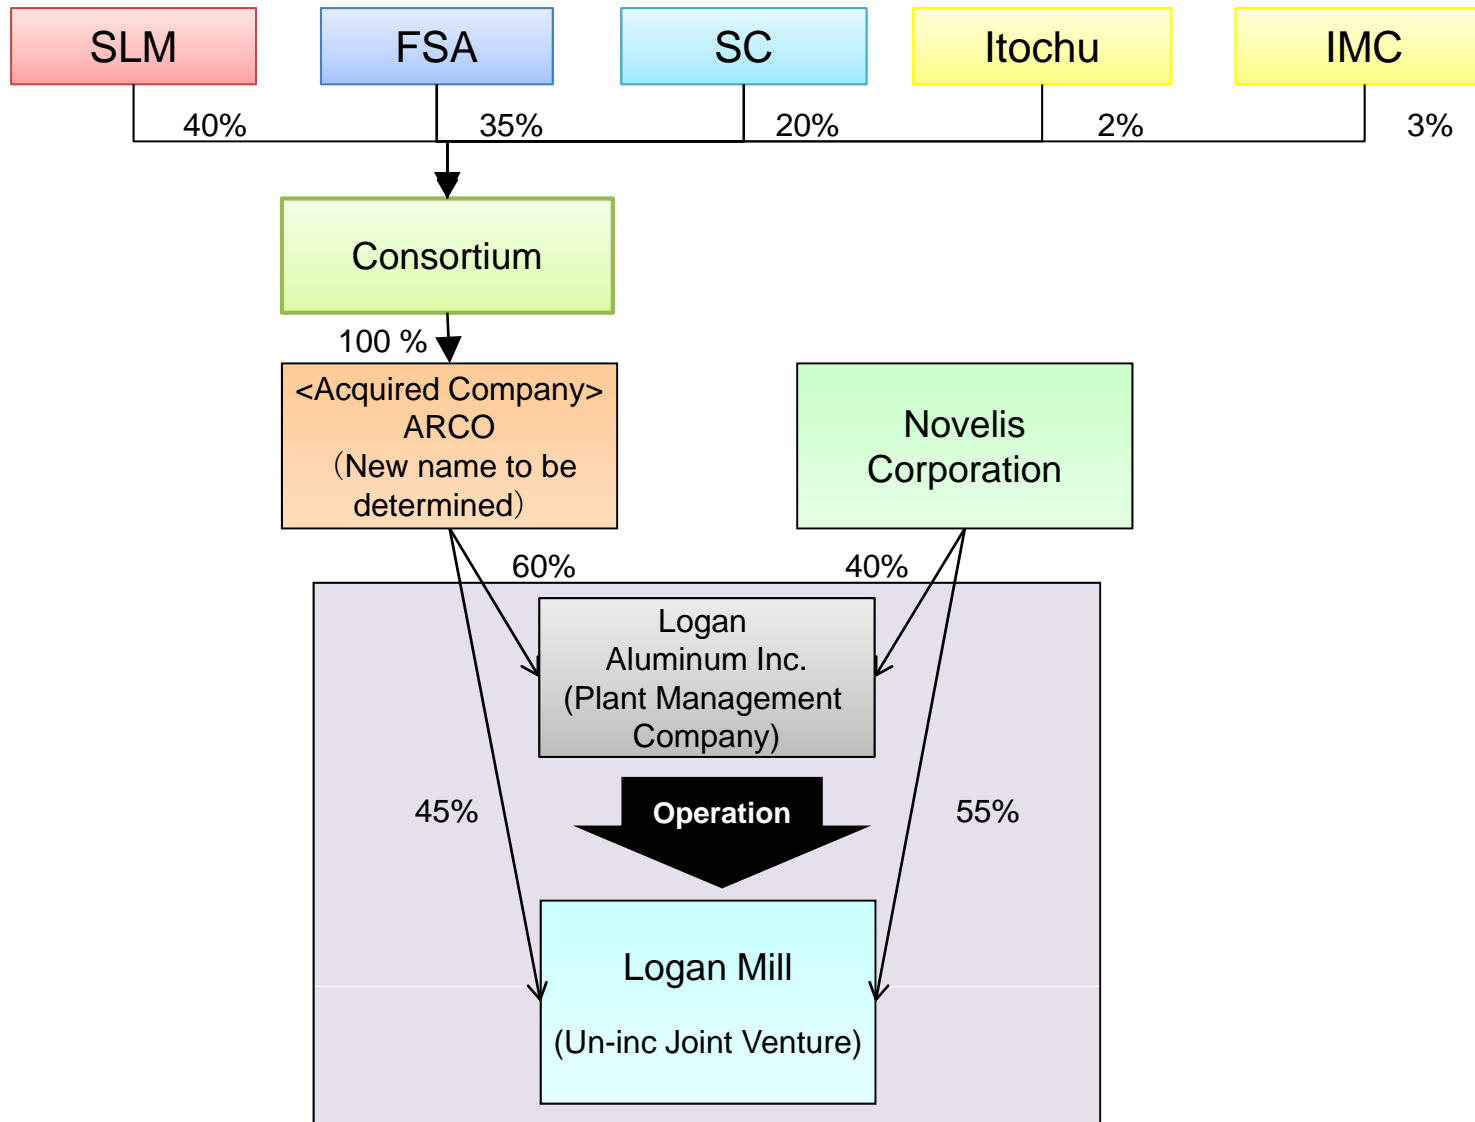 SLM
FSA
SC
Itochu
IMC
40%
35%
20%
2%
3%
Consortium
100 %
<Acquired Company>
ARCO
（New name to be
determined）
Novelis
Corporation
60%
40%
Logan
Aluminum Inc.
(Plant Management
Company)
45%
Operation
55%
Logan Mill
(Un-inc Joint Venture)